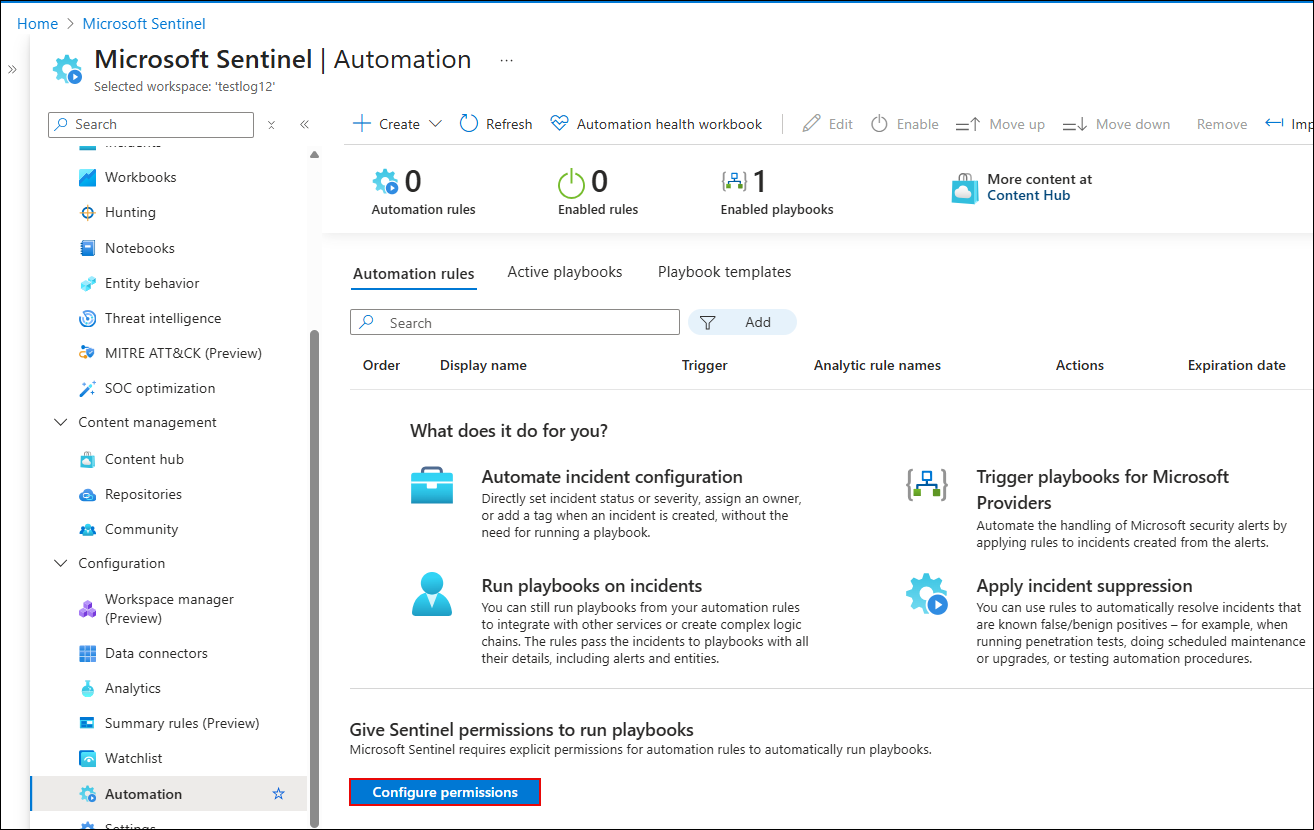 Home > Microsoft Sentinel
Microsoft Sentinel | Automation ...
Selected workspace: 'testlog12'
Search
Create
Refresh
Automation health workbook
Edit
Enable
Move up
Move down
Remove
Imp
Incidents
Workbooks
Hunting
Notebooks
Entity behavior
Threat intelligence
MITRE ATT&CK (Preview)
SOC optimization
Content management
Content hub
Repositories
Community
Configuration
Workspace manager
(Preview)
Data connectors
Analytics
Summary rules (Preview)
Watchlist
Automation
Settings
0
Automation rules
0
Enabled rules
1
Enabled playbooks
More content at
Content Hub
Automation rules
Active playbooks
Playbook templates
Search
Add
Order
Display name
Trigger
Analytic rule names
Actions
Expiration date
What does it do for you?
Automate incident configuration
Directly set incident status or severity, assign an owner,
or add a tag when an incident is created, without the
need for running a playbook.
Trigger playbooks for Microsoft
Providers
Automate the handling of Microsoft security alerts by
applying rules to incidents created from the alerts.
Run playbooks on incidents
You can still run playbooks from your automation rules
to integrate with other services or create complex logic
chains. The rules pass the incidents to playbooks with all
their details, including alerts and entities.
Apply incident suppression
You can use rules to automatically resolve incidents that
are known false/benign positives – for example, when
running penetration tests, doing scheduled maintenance
or upgrades, or testing automation procedures.
Give Sentinel permissions to run playbooks
Microsoft Sentinel requires explicit permissions for automation rules to automatically run playbooks.
Configure permissions